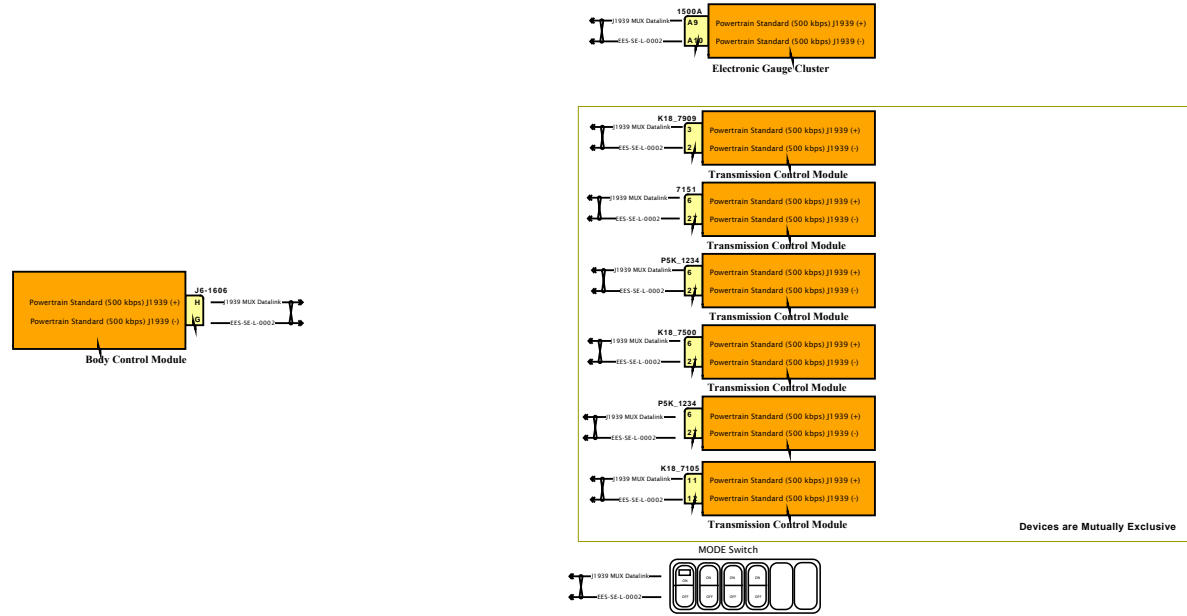 1500A
J1939 MUX Datalink
A9
Powertrain Standard (500 kbps) J1939 (+)
EES-SE-L-0002
A10
Powertrain Standard (500 kbps) J1939 (-)
Electronic Gauge Cluster
K18_7909
J1939 MUX Datalink
3
Powertrain Standard (500 kbps) J1939 (+)
EES-SE-L-0002
2
Powertrain Standard (500 kbps) J1939 (-)
Transmission Control Module
7151
J1939 MUX Datalink
6
Powertrain Standard (500 kbps) J1939 (+)
EES-SE-L-0002
Powertrain Standard (500 kbps) J1939 (-)
Transmission Control Module
P5K_1234
J1939 MUX Datalink
6
Powertrain Standard (500 kbps) J1939 (+)
EES-SE-L-0002
Powertrain Standard (500 kbps) J1939 (-)
Transmission Control Module
J6-1606
Powertrain Standard (500 kbps) J1939 (+)
H
J1939 MUX Datalink
Powertrain Standard (500 kbps) J1939 (-)
G
EES-SE-L-0002
Body Control Module
K18_7500
J1939 MUX Datalink
6
Powertrain Standard (500 kbps) J1939 (+)
EES-SE-L-0002
Powertrain Standard (500 kbps) J1939 (-)
Transmission Control Module
P5K_1234
J1939 MUX Datalink
6
Powertrain Standard (500 kbps) J1939 (+)
EES-SE-L-0002
Powertrain Standard (500 kbps) J1939 (-)
K18_7105
J1939 MUX Datalink
11
Powertrain Standard (500 kbps) J1939 (+)
EES-SE-L-0002
12
Powertrain Standard (500 kbps) J1939 (-)
Transmission Control Module
Devices are Mutually Exclusive
MODE Switch
J1939 MUX Datalink
ON ON ON ON
EES-SE-L-0002
OFF OFF OFF OFF